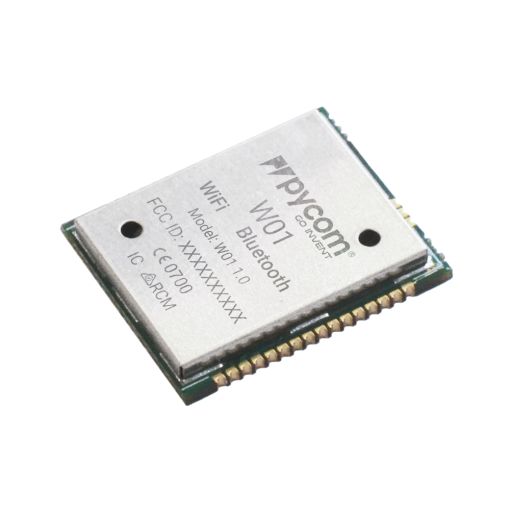 pycom®
GO INVENT
W01
WiFi Bluetooth
Model: W01 1.0
FCC ID: XXXXXXXXXX
CE0700
IC RCM